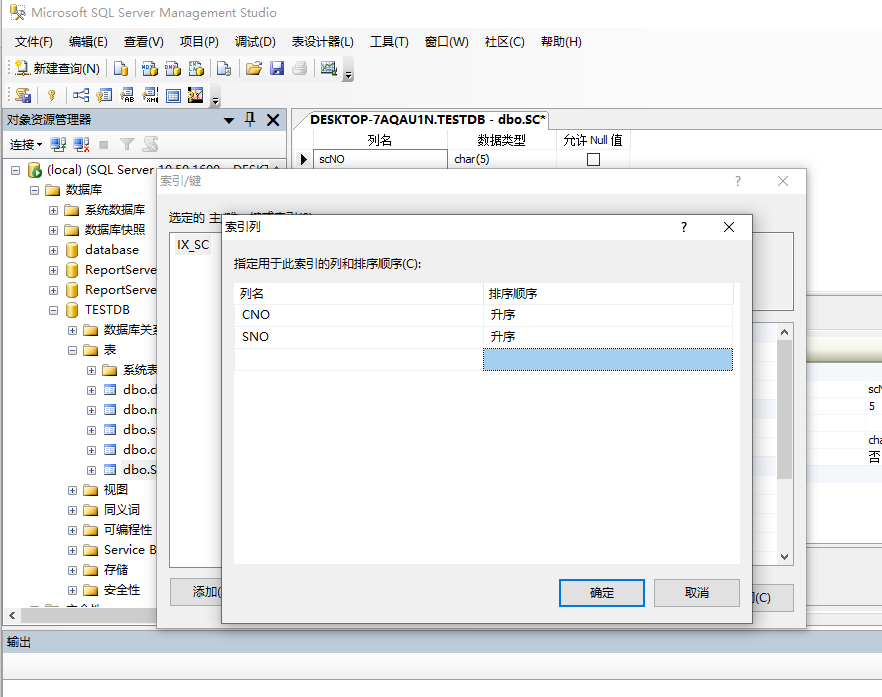 Microsoft SQL Server Management Studio
文件(F) 编辑(E) 查看(V) 项目(P) 调试(D) 表设计器(L) 工具(T) 窗口(W) 社区(C) 帮助(H)
新建查询(N)
对象资源管理器
连接
(local) (SQL Server 10.50.1600
数据库
系统数据库
数据库快照
database
ReportServe
ReportServe
TESTDB
数据库关系
表
系统表
dbo.d
dbo.
dbo.s
dbo.c
dbo.S
视图
同义词
可编程性
Service B
存储
安全性
DESKTOP-7AQAU1N.TESTDB - dbo.SC*
列名 数据类型 允许 Null 值
scNO char(5)
索引/键
选定的 主
IX_SC
添加(
(C)
索引列
指定用于此索引的列和排序顺序(C):
列名 排序顺序
CNO 升序
SNO 升序
确定 取消
5
否
输出